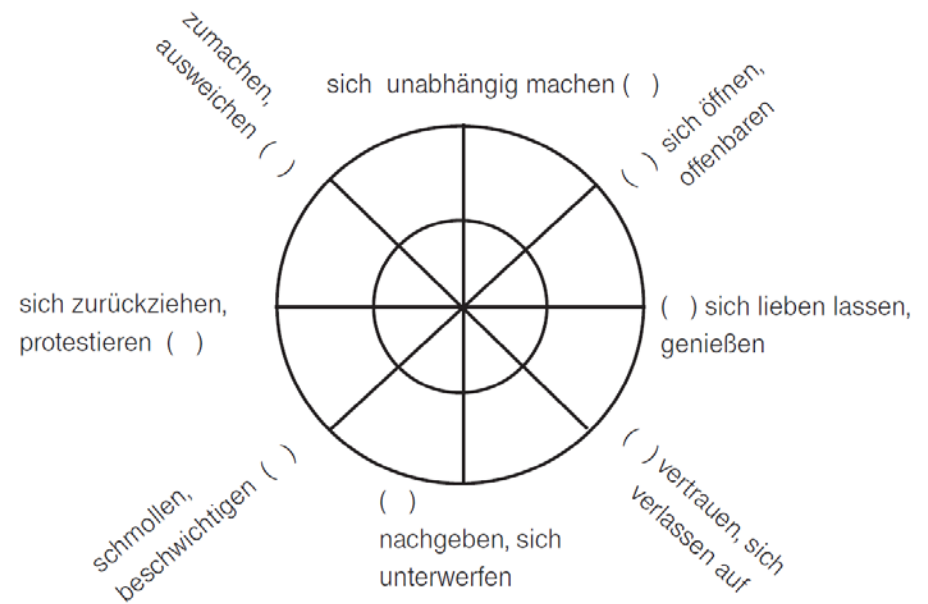 zumachen,
ausweichen ( )
sich unabhängig machen ( )
( ) sich öffnen,
offenbaren
sich zurückziehen,
protestieren ( )
( ) sich lieben lassen,
genießen
schmollen,
beschwichtigen ( )
( )
nachgeben, sich
unterwerfen
( ) vertrauen, sich
verlassen auf